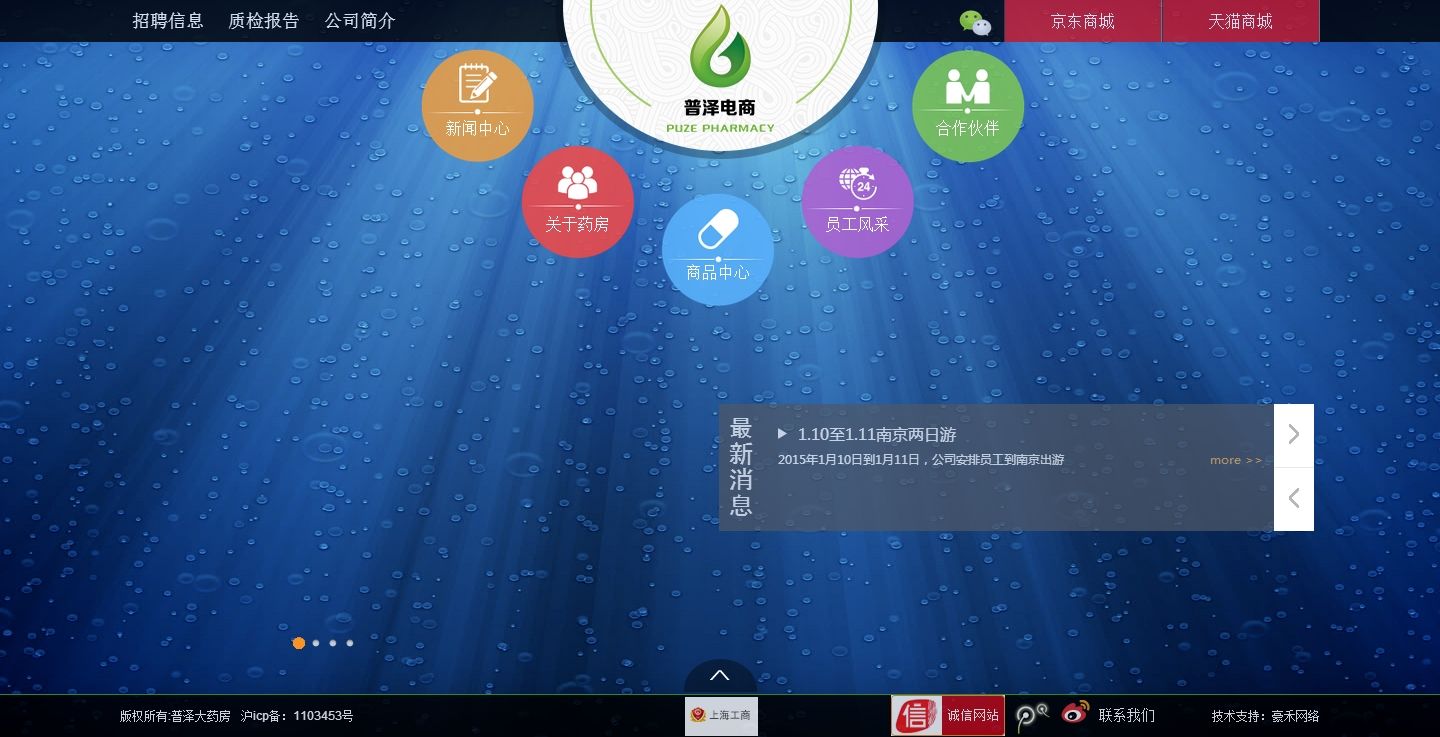 招聘信息 质检报告 公司简介
京东商城 天猫商城
普泽电商
PUZE PHARMACY
新闻中心
合作伙伴
关于药房
24
员工风采
商品中心
最新消息
1.10至1.11南京两日游
2015年1月10日到1月11日，公司安排员工到南京出游
more >>
版权所有:普泽大药房 沪icp备：1103453号
上海工商
信 诚信网站
联系我们
技术支持：豪禾网络